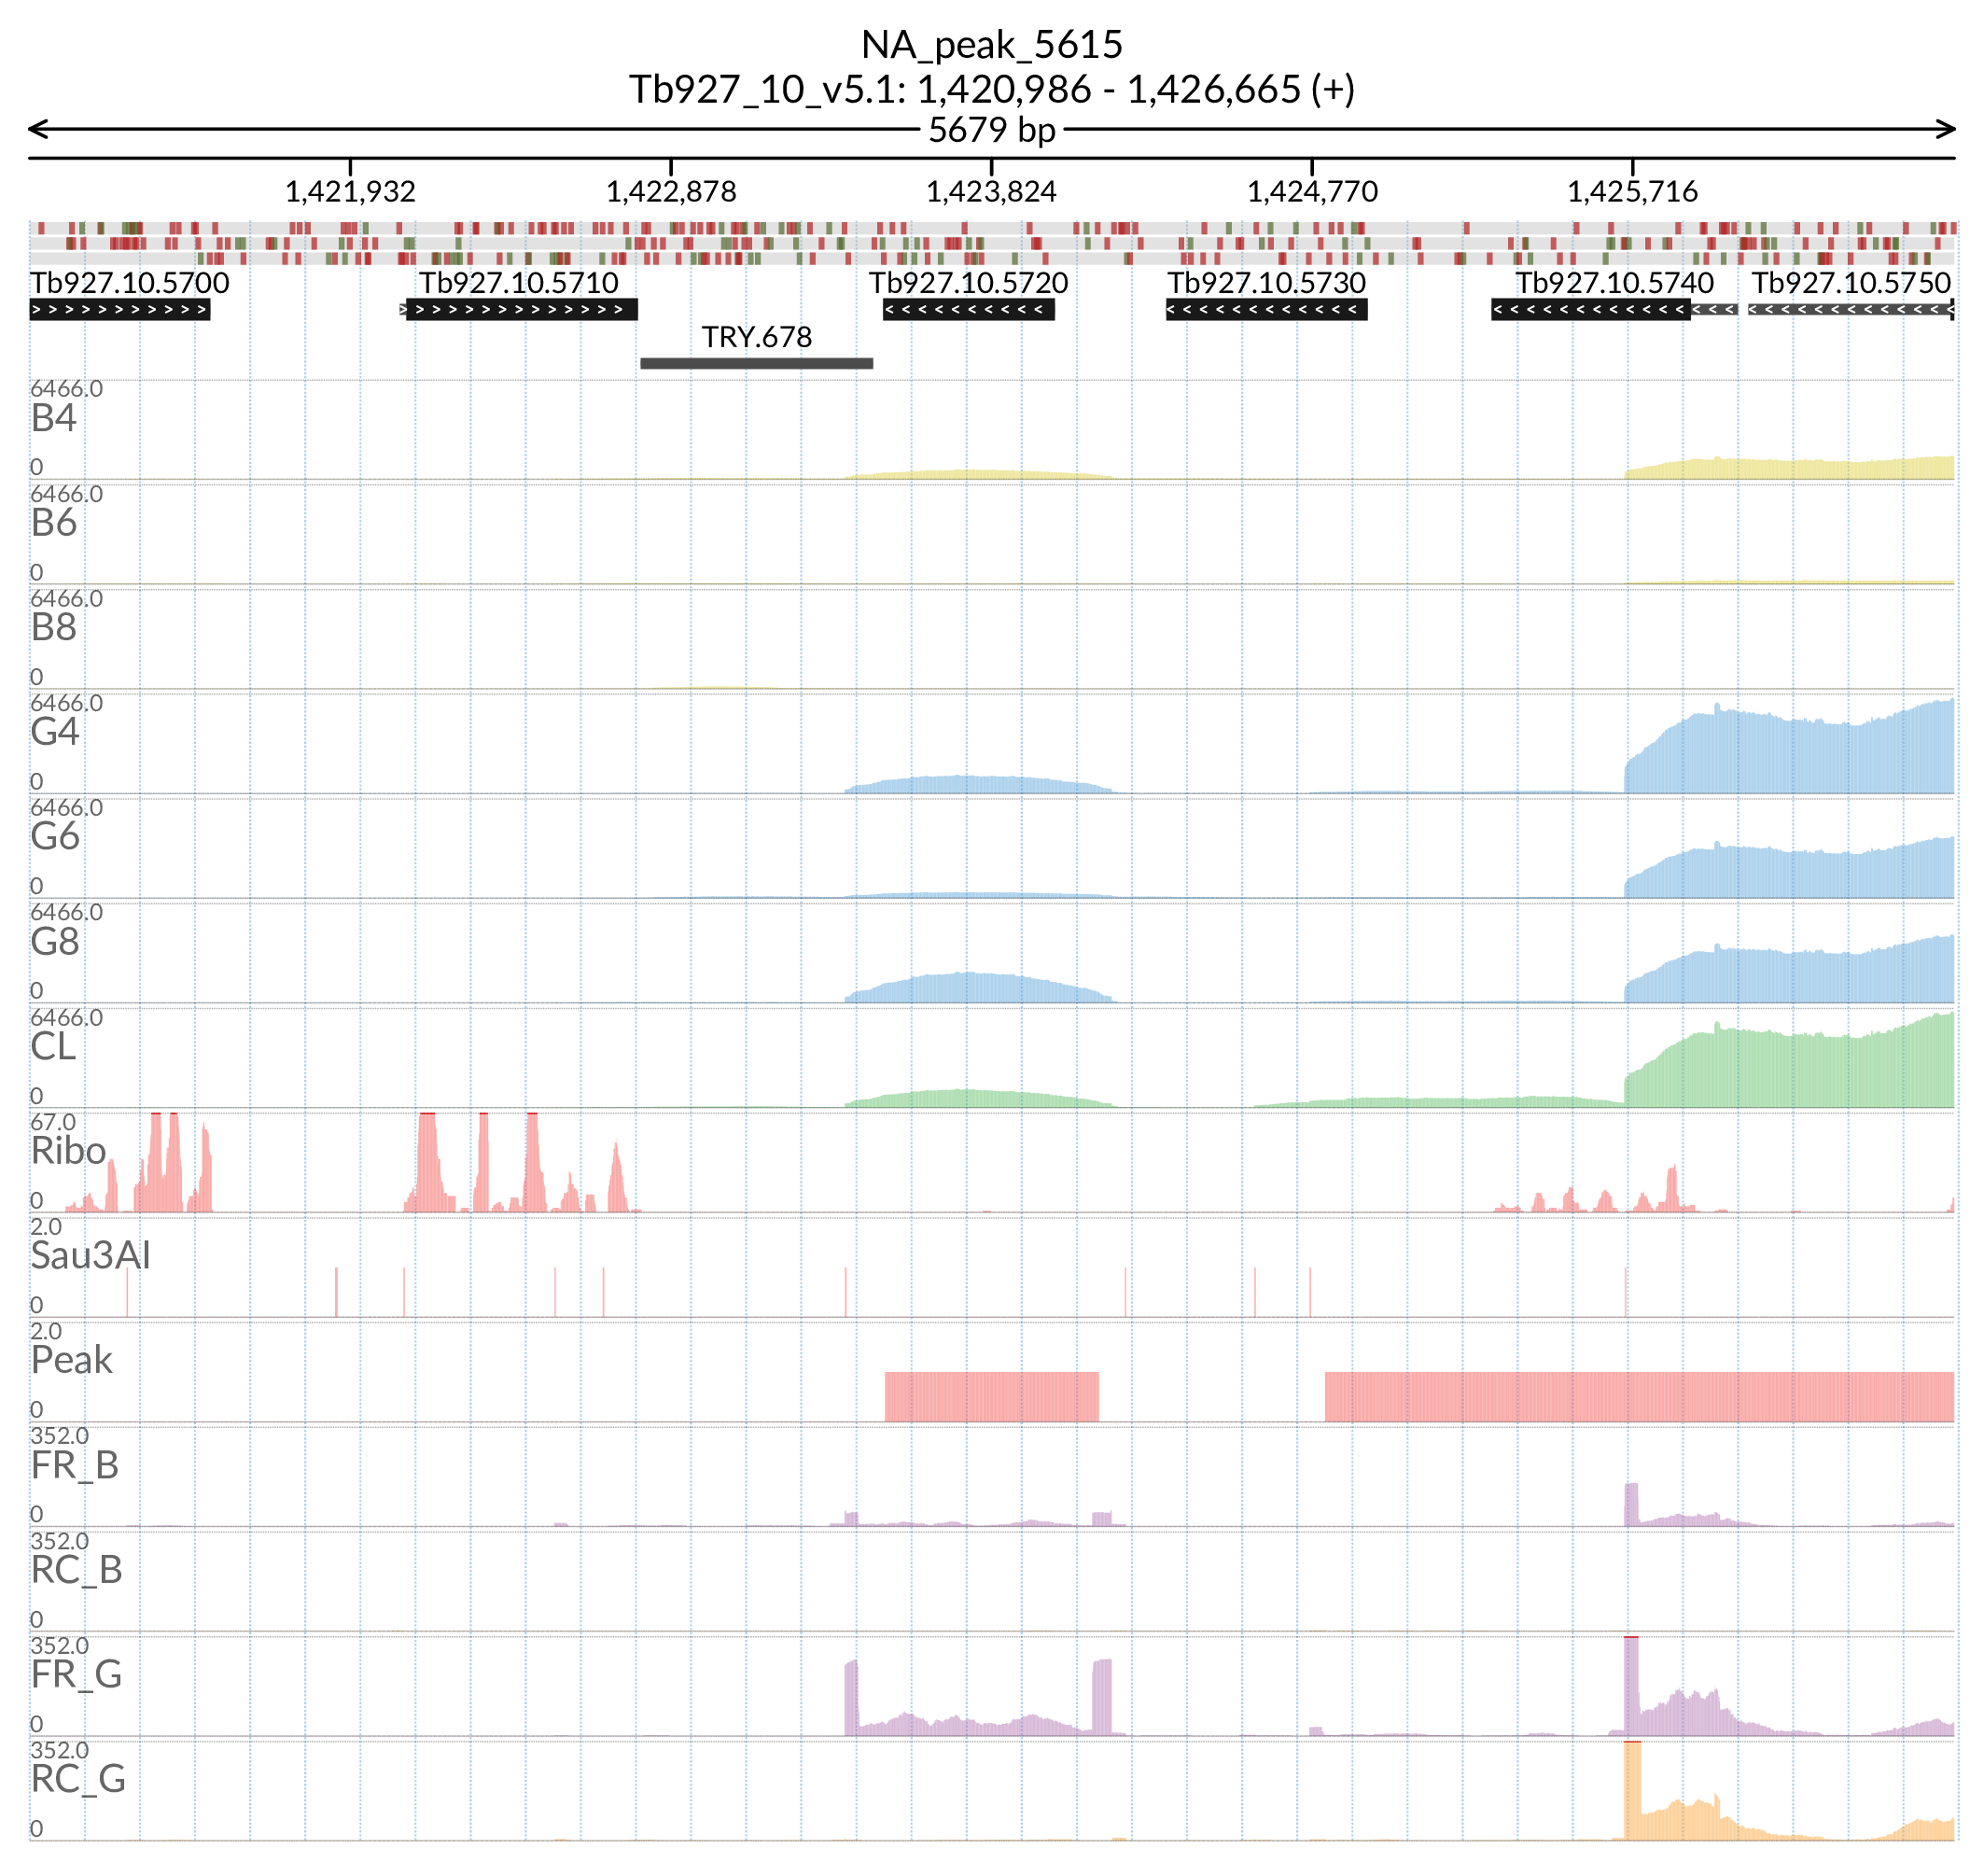 NA_peak_5615
Tb927_10_v5.1: 1,420,986 - 1,426,665 (+)
5679 bp
1,421,932 1,422,878 1,423,824 1,424,770 1,425,716
Tb927.10.5700 Tb927.10.5710 Tb927.10.5720 Tb927.10.5730 Tb927.10.5740 Tb927.10.5750
TRY.678
6466.0
B4
0
6466.0
B6
0
6466.0
B8
0
6466.0
G4
0
6466.0
G6
0
6466.0
G8
0
6466.0
CL
0
67.0
Ribo
0
2.0
Sau3AI
0
2.0
Peak
0
352.0
FR_B
0
352.0
RC_B
0
352.0
FR_G
0
352.0
RC_G
0